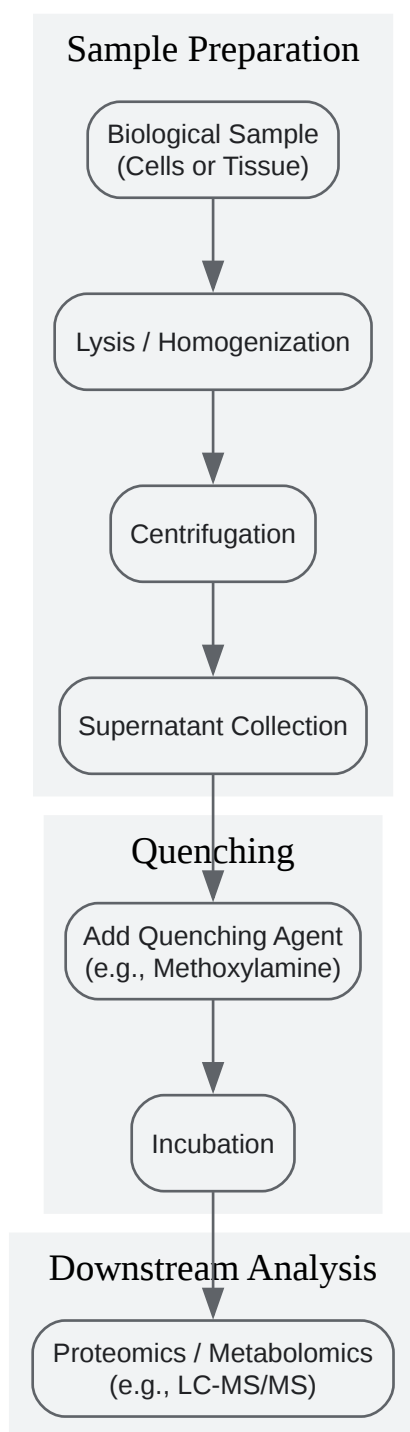 Sample Preparation
Biological Sample
(Cells or Tissue)
Lysis / Homogenization
Centrifugation
Supernatant Collection
Quenching
Add Quenching Agent
(e.g., Methoxylamine)
Incubation
Downstream Analysis
Proteomics / Metabolomics
(e.g., LC-MS/MS)